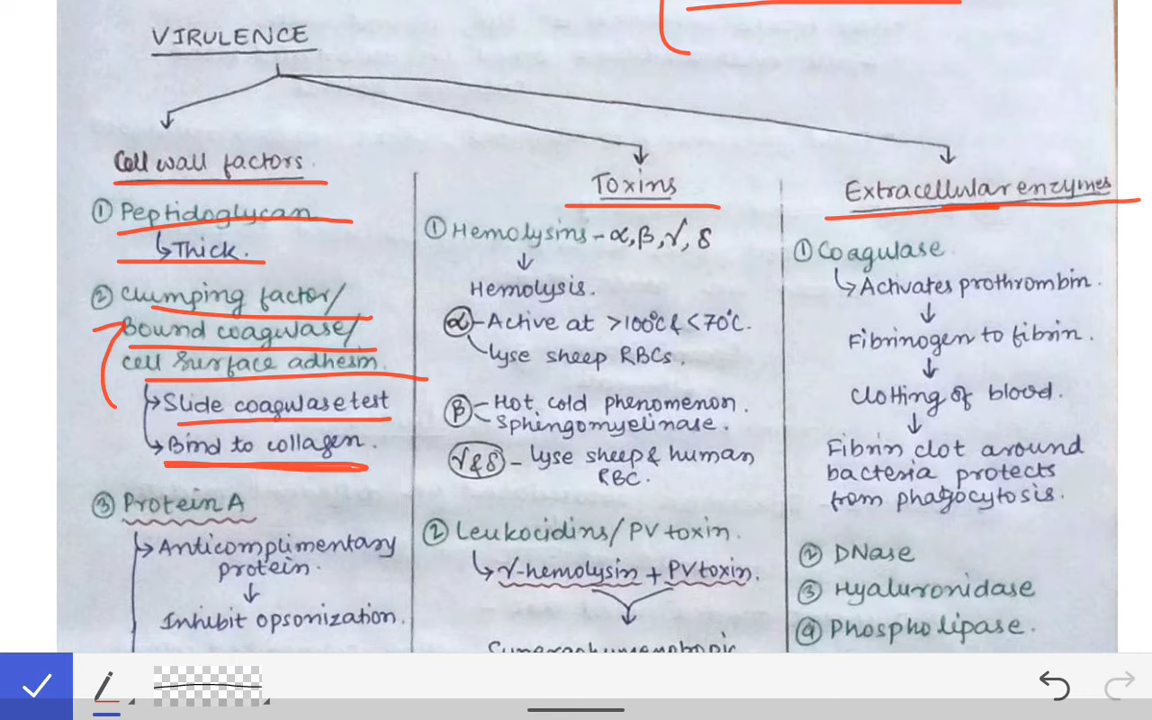 VIRULENCE
Cell wall factors.
① Peptidoglycan
↳Thick.
② Clumping factor/
Bound coagulase/
cell surface adhesin.
→Slide coagulase test
→Bind to collagen.
③ Protein A
→Anticomplimentary
protein.
↓
Inhibit opsonization.
Toxins
① Hemolysins - α, β, γ, δ
↓
Hemolysis.
α - Active at >100°C & <70°C.
lyse sheep RBCs.
β - Hot cold phenomenon.
Sphingomyelinase.
γ & δ - lyse sheep & human
RBC.
② Leukocidins/PV toxin.
↳γ-hemolysin + PV toxin.
↓
Extracellular enzymes
① Coagulase.
↳Activates prothrombin.
↓
Fibrinogen to fibrin.
↓
Clothing of blood.
↓
Fibrin clot around
bacteria protects
from phagocytosis.
② DNase
③ Hyaluronidase
④ Phospholipase.